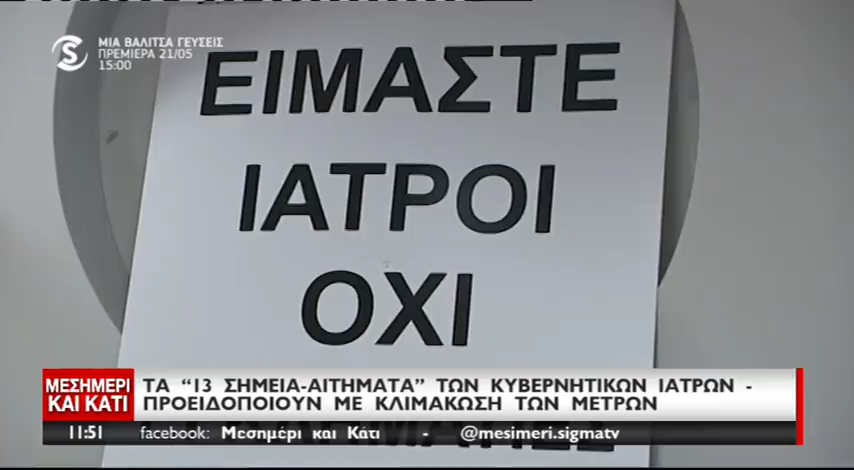 ΜΙΑ ΒΑΛΙΤΣΑ ΓΕΥΣΕΙΣ
ΠΡΕΜΙΕΡΑ 21/05
15:00
ΕΙΜΑΣΤΕ
ΙΑΤΡΟΙ
ΟΧΙ
ΜΕΣΗΜΕΡΙ
ΚΑΙ ΚΑΤΙ
ΤΑ “13 ΣΗΜΕΙΑ-ΑΙΤΗΜΑΤΑ” ΤΩΝ ΚΥΒΕΡΝΗΤΙΚΩΝ ΙΑΤΡΩΝ -
ΠΡΟΕΙΔΟΠΟΙΟΥΝ ΜΕ ΚΛΙΜΑΚΩΣΗ ΤΩΝ ΜΕΤΡΩΝ
11:51 facebook: Μεσημέρι και Κάτι - @mesimeri.sigmatv